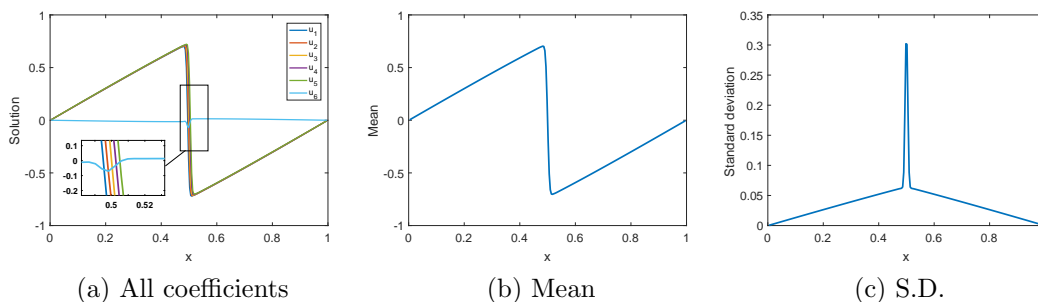 1
0.5
0
-0.5
-1
Solution
u1
u2
u3
u4
u5
u6
0.1
0
-0.1
-0.2
0.5 0.52
0 0.2 0.4 0.6 0.8 1
x
(a) All coefficients
1
0.5
0
-0.5
-1
Mean
0 0.2 0.4 0.6 0.8 1
x
(b) Mean
0.35
0.3
0.25
0.2
0.15
0.1
0.05
0
Standard deviation
0 0.2 0.4 0.6 0.8
x
(c) S.D.